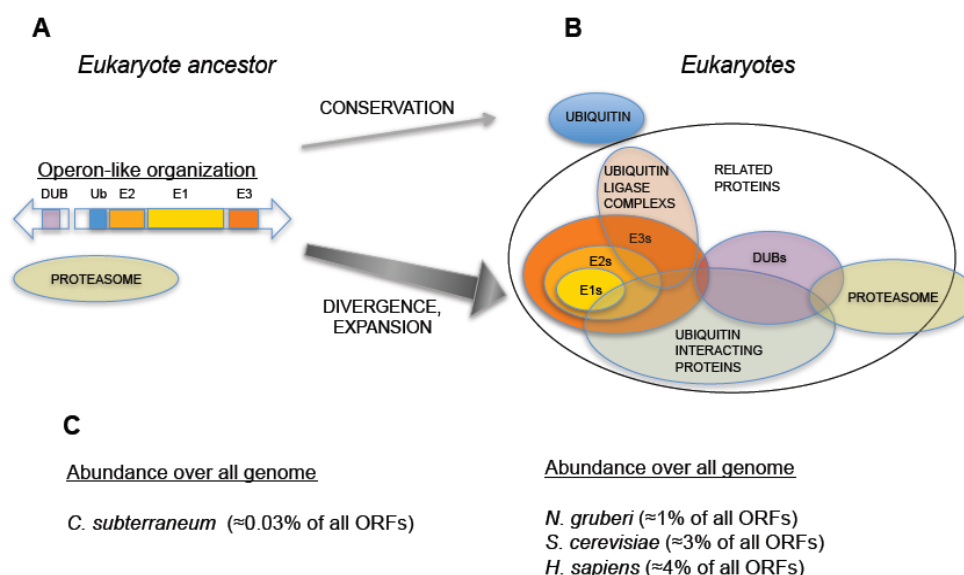 A
Eukaryote ancestor
Operon-like organization
DUB Ub E2 E1 E3
PROTEASOME
CONSERVATION
DIVERGENCE,
EXPANSION
B
Eukaryotes
UBIQUITIN
UBIQUITIN
LIGASE
COMPLEXS
RELATED
PROTEINS
E3s
E2s
E1s
DUBs
PROTEASOME
UBIQUITIN
INTERACTING
PROTEINS
C
Abundance over all genome
C. subterraneum (≈0.03% of all ORFs)
Abundance over all genome
N. gruberi (≈1% of all ORFs)
S. cerevisiae (≈3% of all ORFs)
H. sapiens (≈4% of all ORFs)